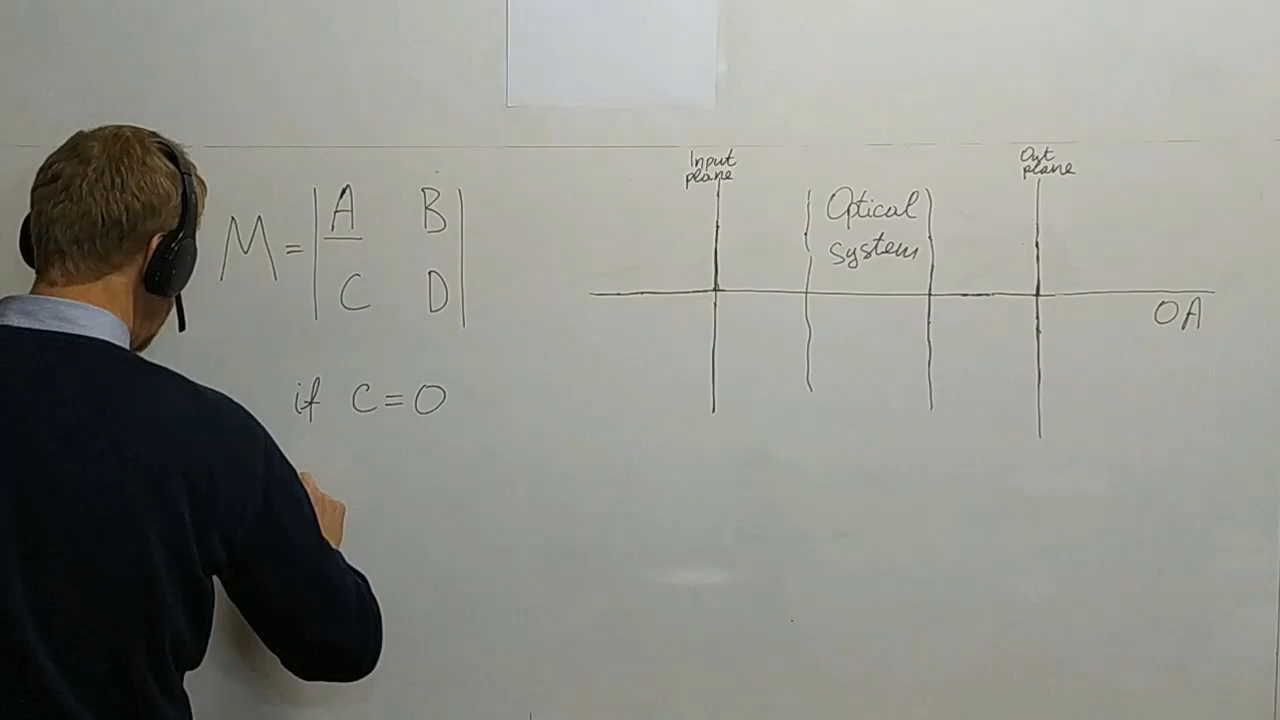 M = | A B |
| C D |
if C = 0
Input
plane
Optical
system
Out
plane
OA